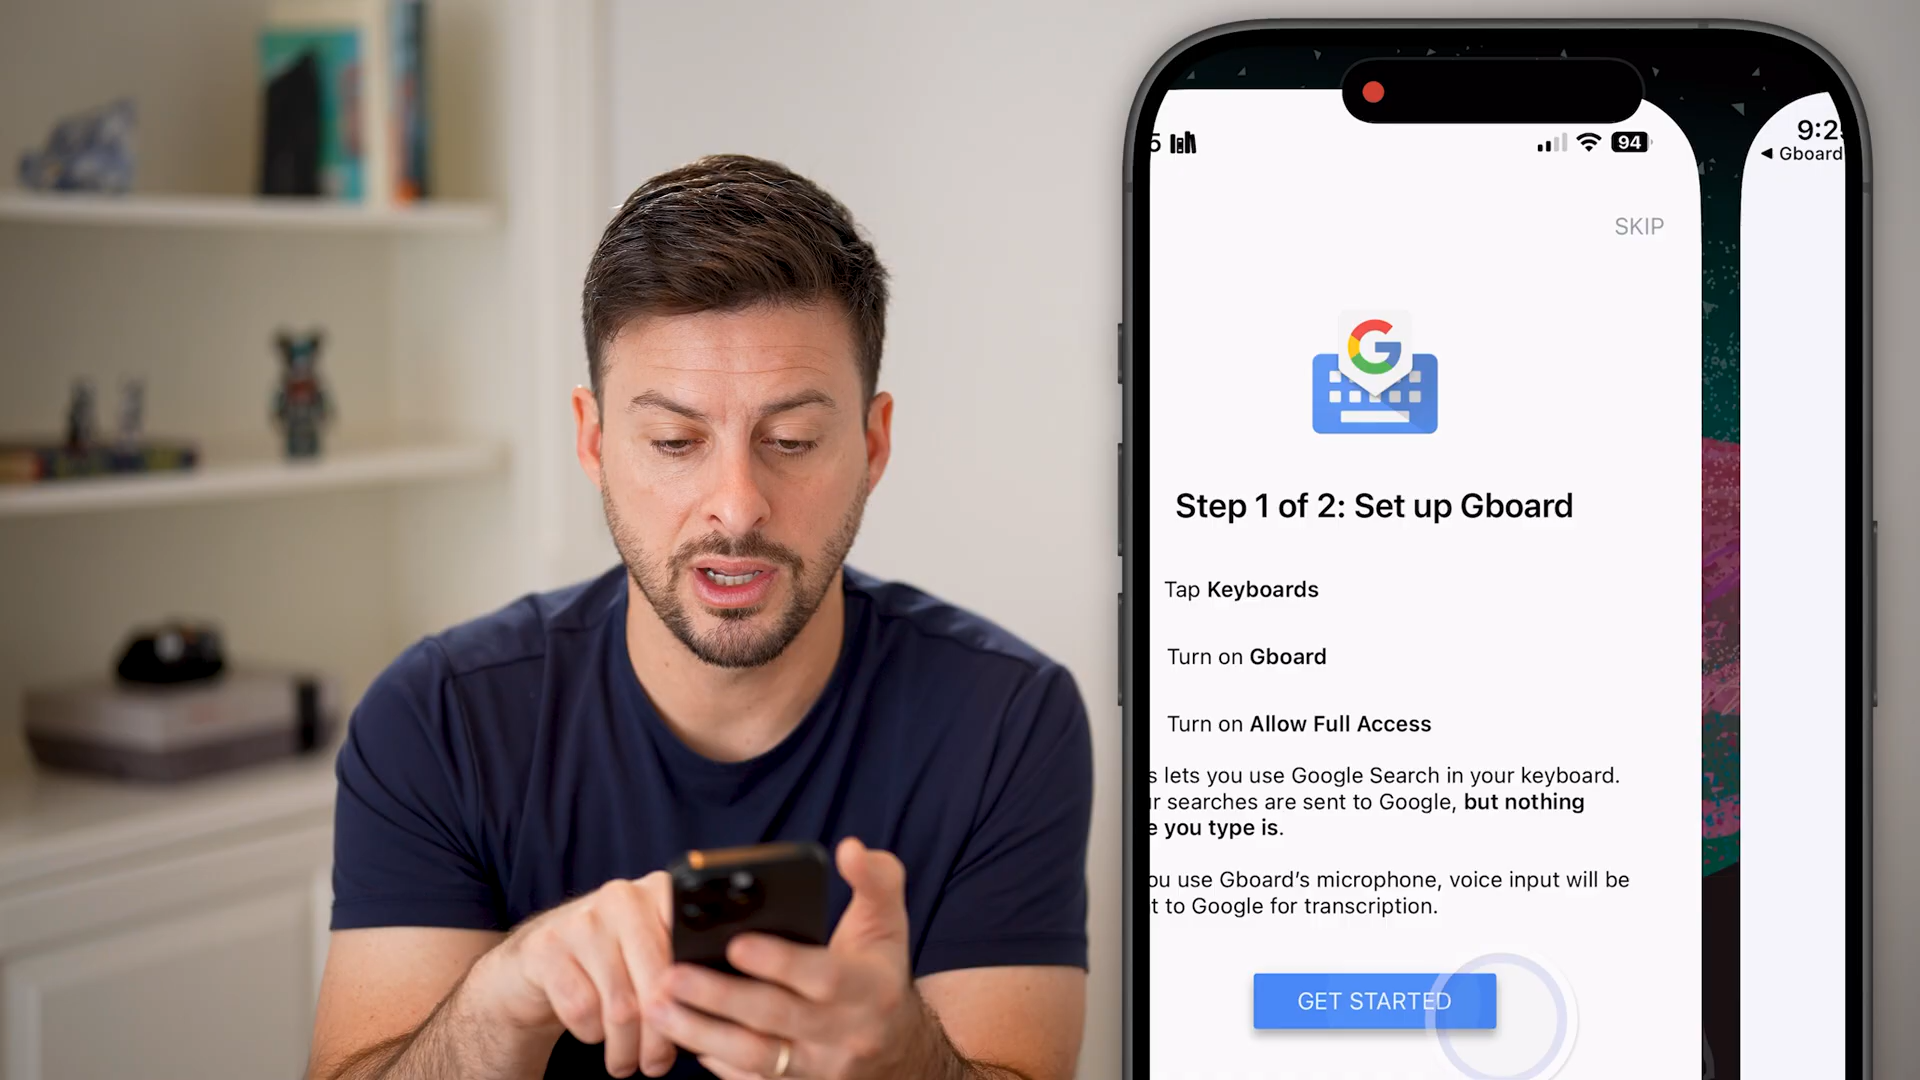 5
94
9:2
◀ Gboard
SKIP
G
Step 1 of 2: Set up Gboard
Tap Keyboards
Turn on Gboard
Turn on Allow Full Access
s lets you use Google Search in your keyboard.
r searches are sent to Google, but nothing
e you type is.
ou use Gboard's microphone, voice input will be
t to Google for transcription.
GET STARTED